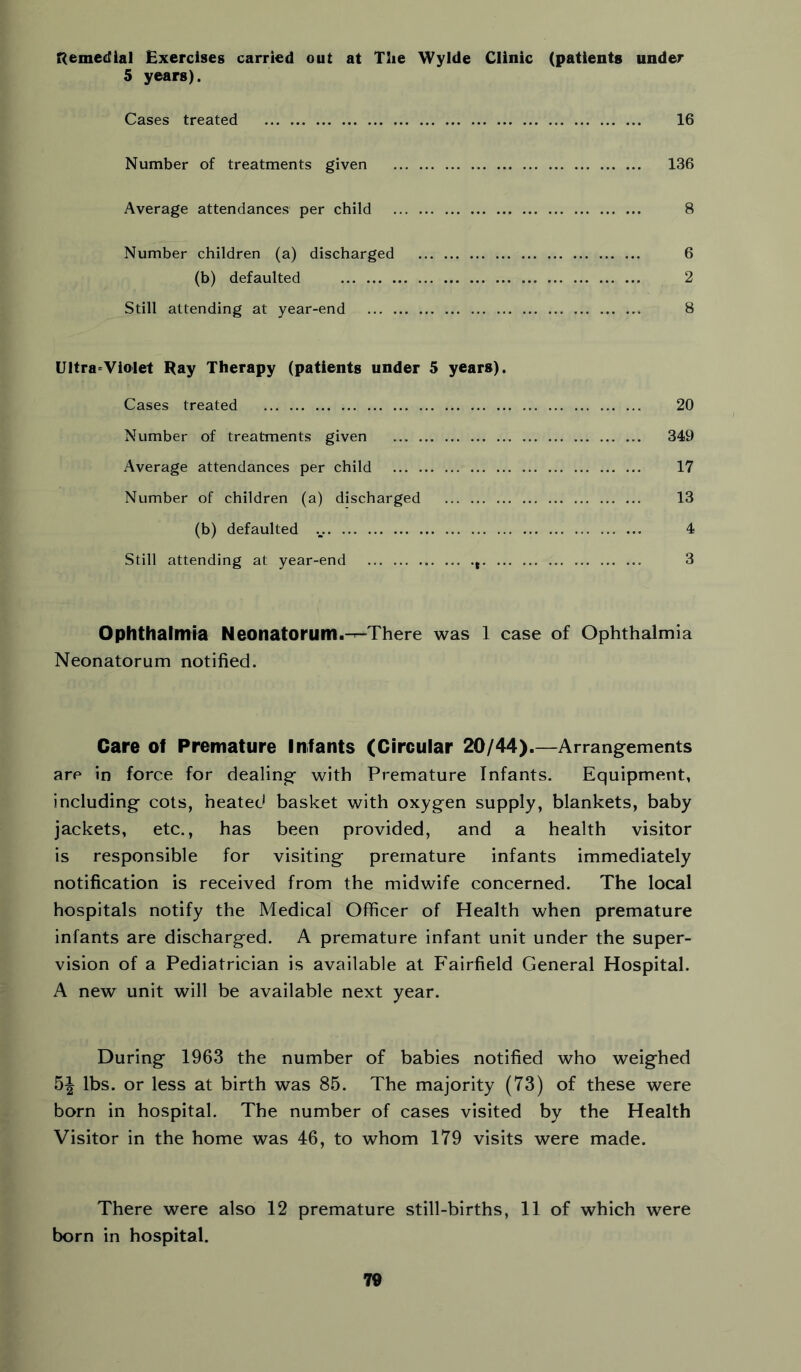 Remedial Exercises carried out at The Wylde Clinic (patients under
5 years).
Cases treated ... ... ... ... ... ... ... ... ... ... ... ... ... ... ... 16
Number of treatments given ... ... ... ... ... ... ... ... ... ... 136
Average attendances per child ... ... ... ... ... ... ... ... ... ... 8
Number children (a) discharged ... ... ... ... ... ... ... ... ... 6
(b) defaulted ... ... ... ... ... ... ... ... ... ... ... ... 2
Still attending at year-end ... ... ... ... ... ... ... ... ... ... ... 8
Ultra-Violet Ray Therapy (patients under 5 years).
Cases treated ... ... ... ... ... ... ... ... ... ... ... ... ... ... ... 20
Number of treatments given ... ... ... ... ... ... ... ... ... ... 349
Average attendances per child ... ... ... ... ... ... ... ... ... ... 17
Number of children (a) discharged ... ... ... ... ... ... ... ... 13
(b) defaulted ... ... ... ... ... ... ... ... ... ... ... ... ... 4
Still attending at year-end ... ... ... ... ... ... ... ... ... ... ... 3
Ophthalmia Neonatorum.—There was 1 case of Ophthalmia
Neonatorum notified.
Care of Premature Infants (Circular 20/44).—Arrangements
are in force for dealing with Premature Infants. Equipment,
including cots, heated basket with oxygen supply, blankets, baby
jackets, etc., has been provided, and a health visitor
is responsible for visiting premature infants immediately
notification is received from the midwife concerned. The local
hospitals notify the Medical Officer of Health when premature
infants are discharged. A premature infant unit under the super-
vision of a Pediatrician is available at Fairfield General Hospital.
A new unit will be available next year.
During 1963 the number of babies notified who weighed
5½ lbs. or less at birth was 85. The majority (73) of these were
born in hospital. The number of cases visited by the Health
Visitor in the home was 46, to whom 179 visits were made.
There were also 12 premature still-births, 11 of which were
born in hospital.
79